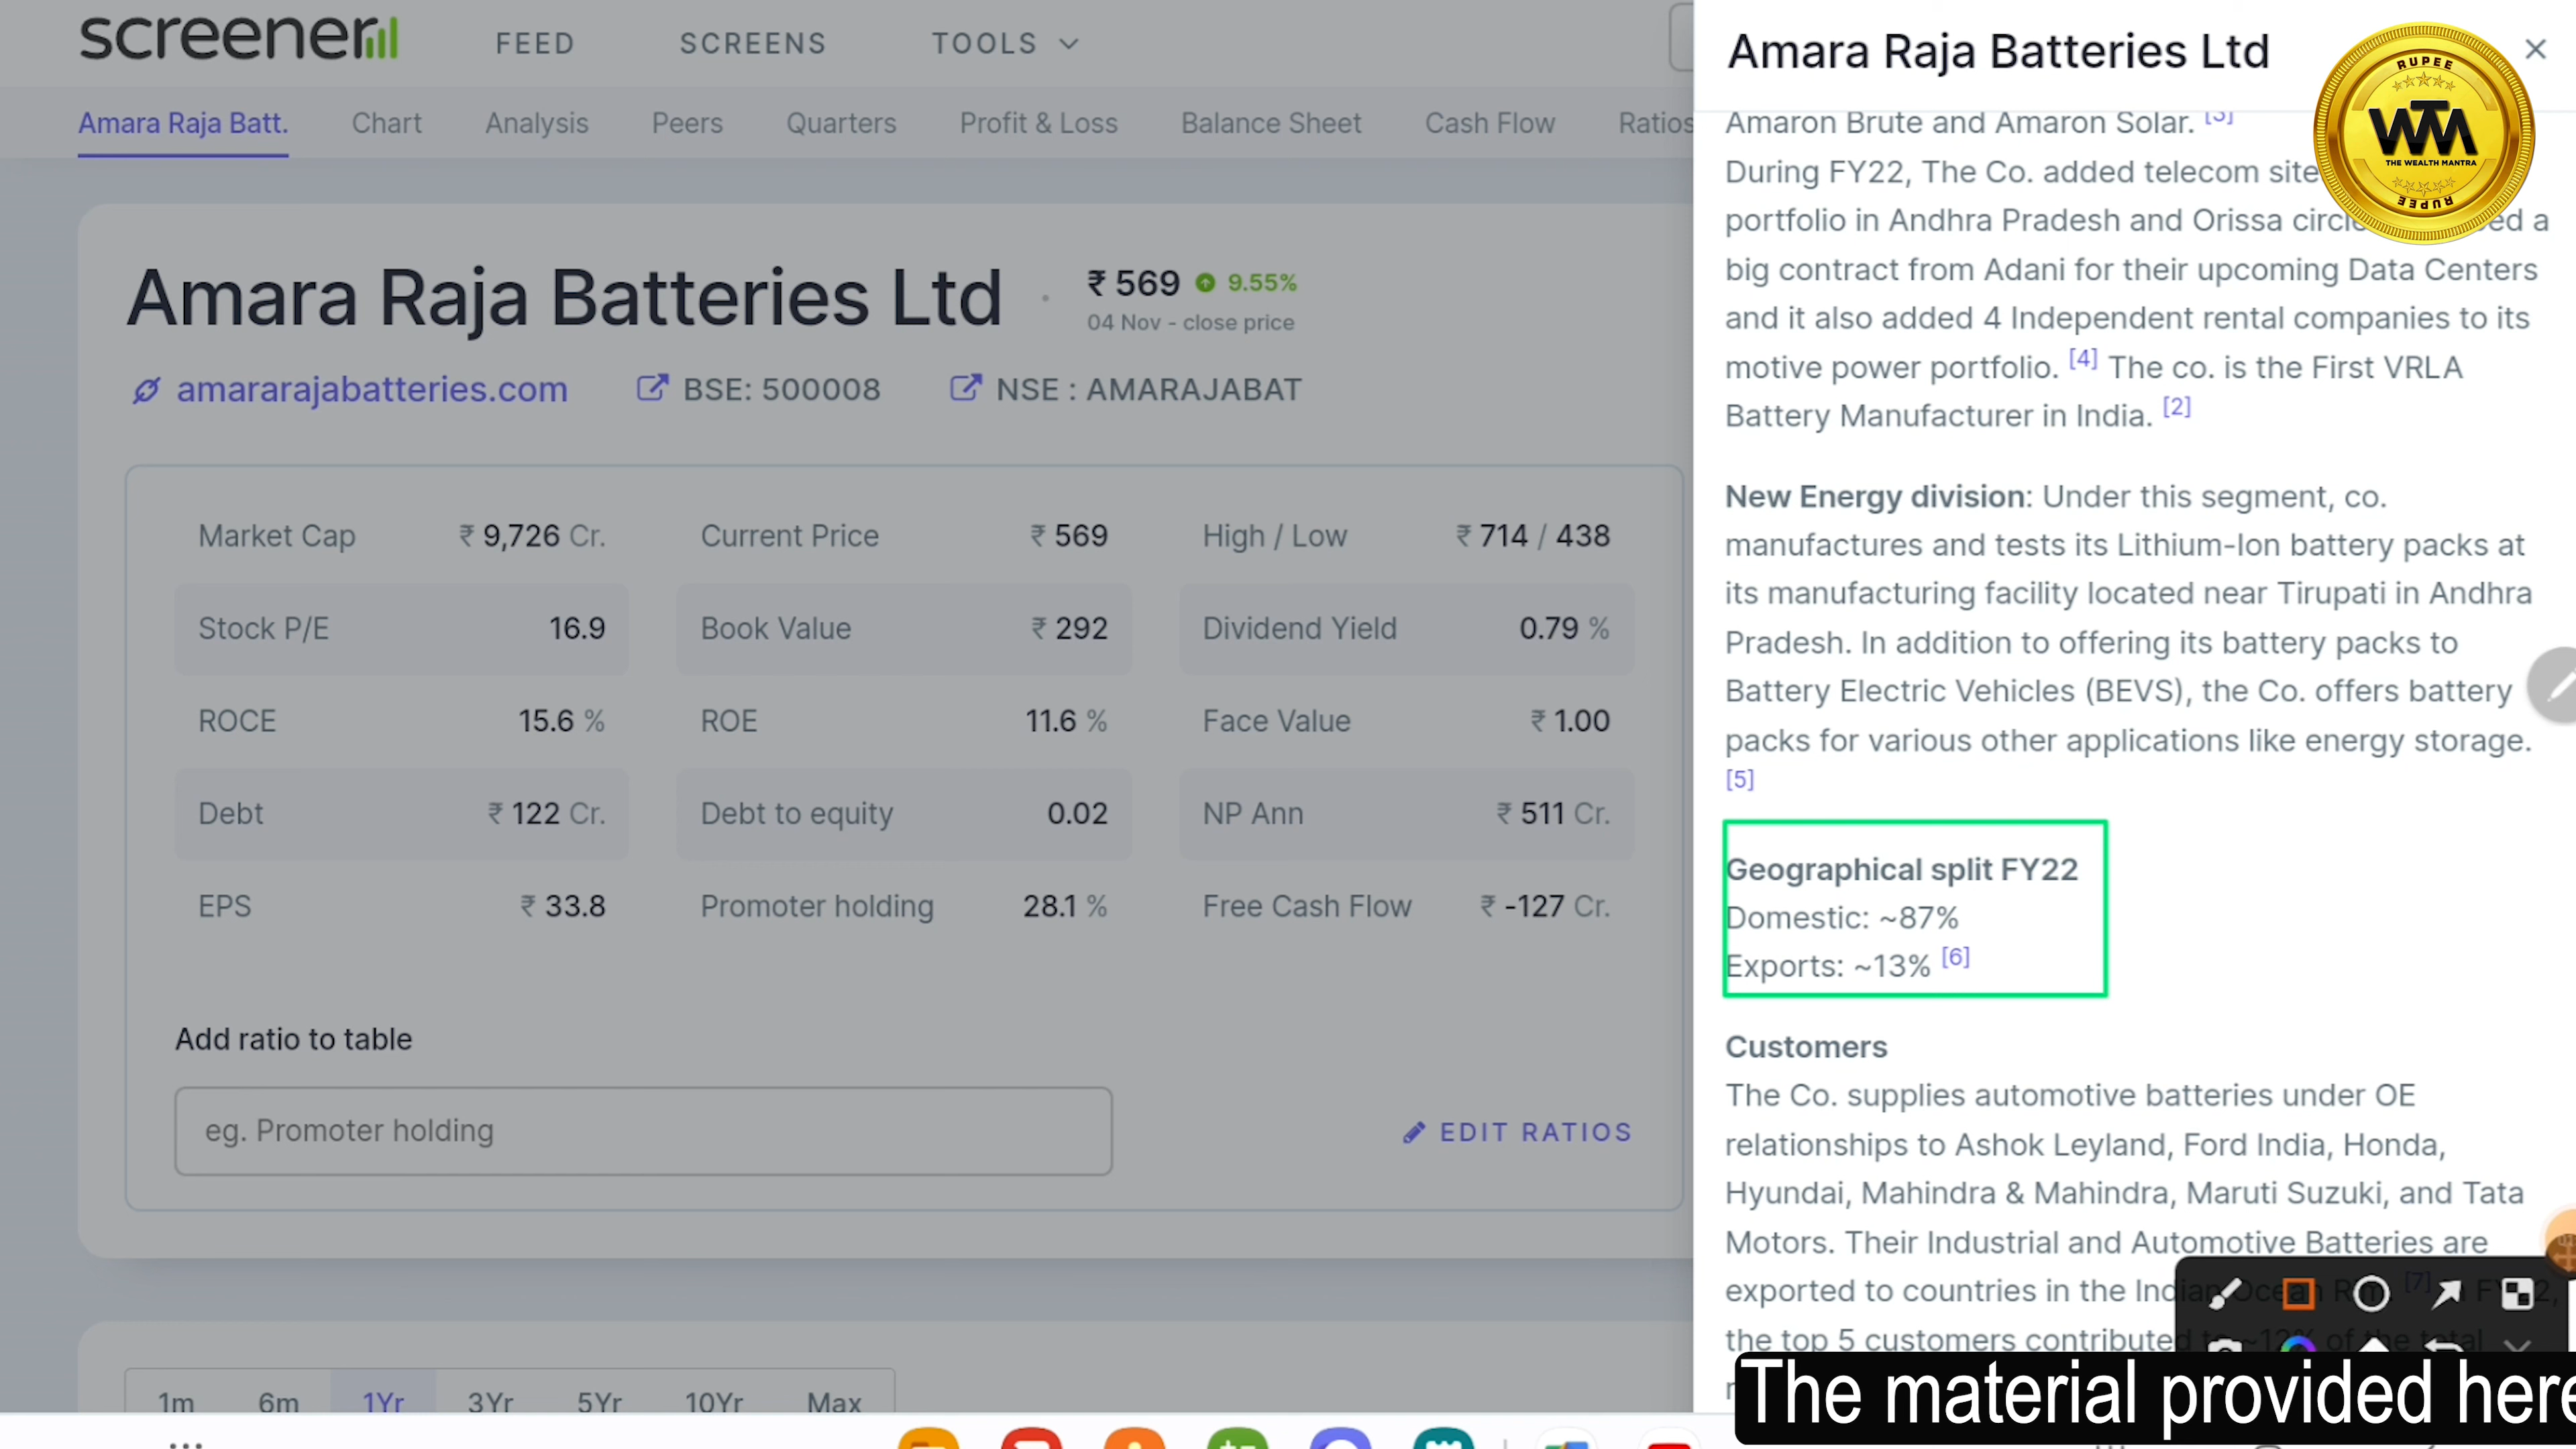 screener
FEED
SCREENS
TOOLS
Amara Raja Batt.
Chart
Analysis
Peers
Quarters
Profit & Loss
Balance Sheet
Cash Flow
Ratios
Amara Raja Batteries Ltd
₹ 569
9.55%
04 Nov - close price
amararajabatteries.com
BSE: 500008
NSE : AMARAJABAT
Market Cap ₹ 9,726 Cr.
Current Price ₹ 569
High / Low ₹ 714 / 438
Stock P/E 16.9
Book Value ₹ 292
Dividend Yield 0.79 %
ROCE 15.6 %
ROE 11.6 %
Face Value ₹ 1.00
Debt ₹ 122 Cr.
Debt to equity 0.02
NP Ann ₹ 511 Cr.
EPS ₹ 33.8
Promoter holding 28.1 %
Free Cash Flow ₹ -127 Cr.
Add ratio to table
eg. Promoter holding
EDIT RATIOS
1m 6m 1Yr 3Yr 5Yr 10Yr Max
Amara Raja Batteries Ltd
RUPEE
WTM
THE WEALTH MANTRA
RUPEE
Amaron Brute and Amaron Solar. [3]
During FY22, The Co. added telecom site
portfolio in Andhra Pradesh and Orissa a
big contract from Adani for their upcoming Data Centers
and it also added 4 Independent rental companies to its
motive power portfolio. [4] The co. is the First VRLA
Battery Manufacturer in India. [2]
New Energy division: Under this segment, co.
manufactures and tests its Lithium-Ion battery packs at
its manufacturing facility located near Tirupati in Andhra
Pradesh. In addition to offering its battery packs to
Battery Electric Vehicles (BEVS), the Co. offers battery
packs for various other applications like energy storage.
[5]
Geographical split FY22
Domestic: ~87%
Exports: ~13% [6]
Customers
The Co. supplies automotive batteries under OE
relationships to Ashok Leyland, Ford India, Honda,
Hyundai, Mahindra & Mahindra, Maruti Suzuki, and Tata
Motors. Their Industrial and Automotive Batteries are
exported to countries in the Indian Ocean [7]
the top 5 customers contributed to ~12% of the total
The material provided here